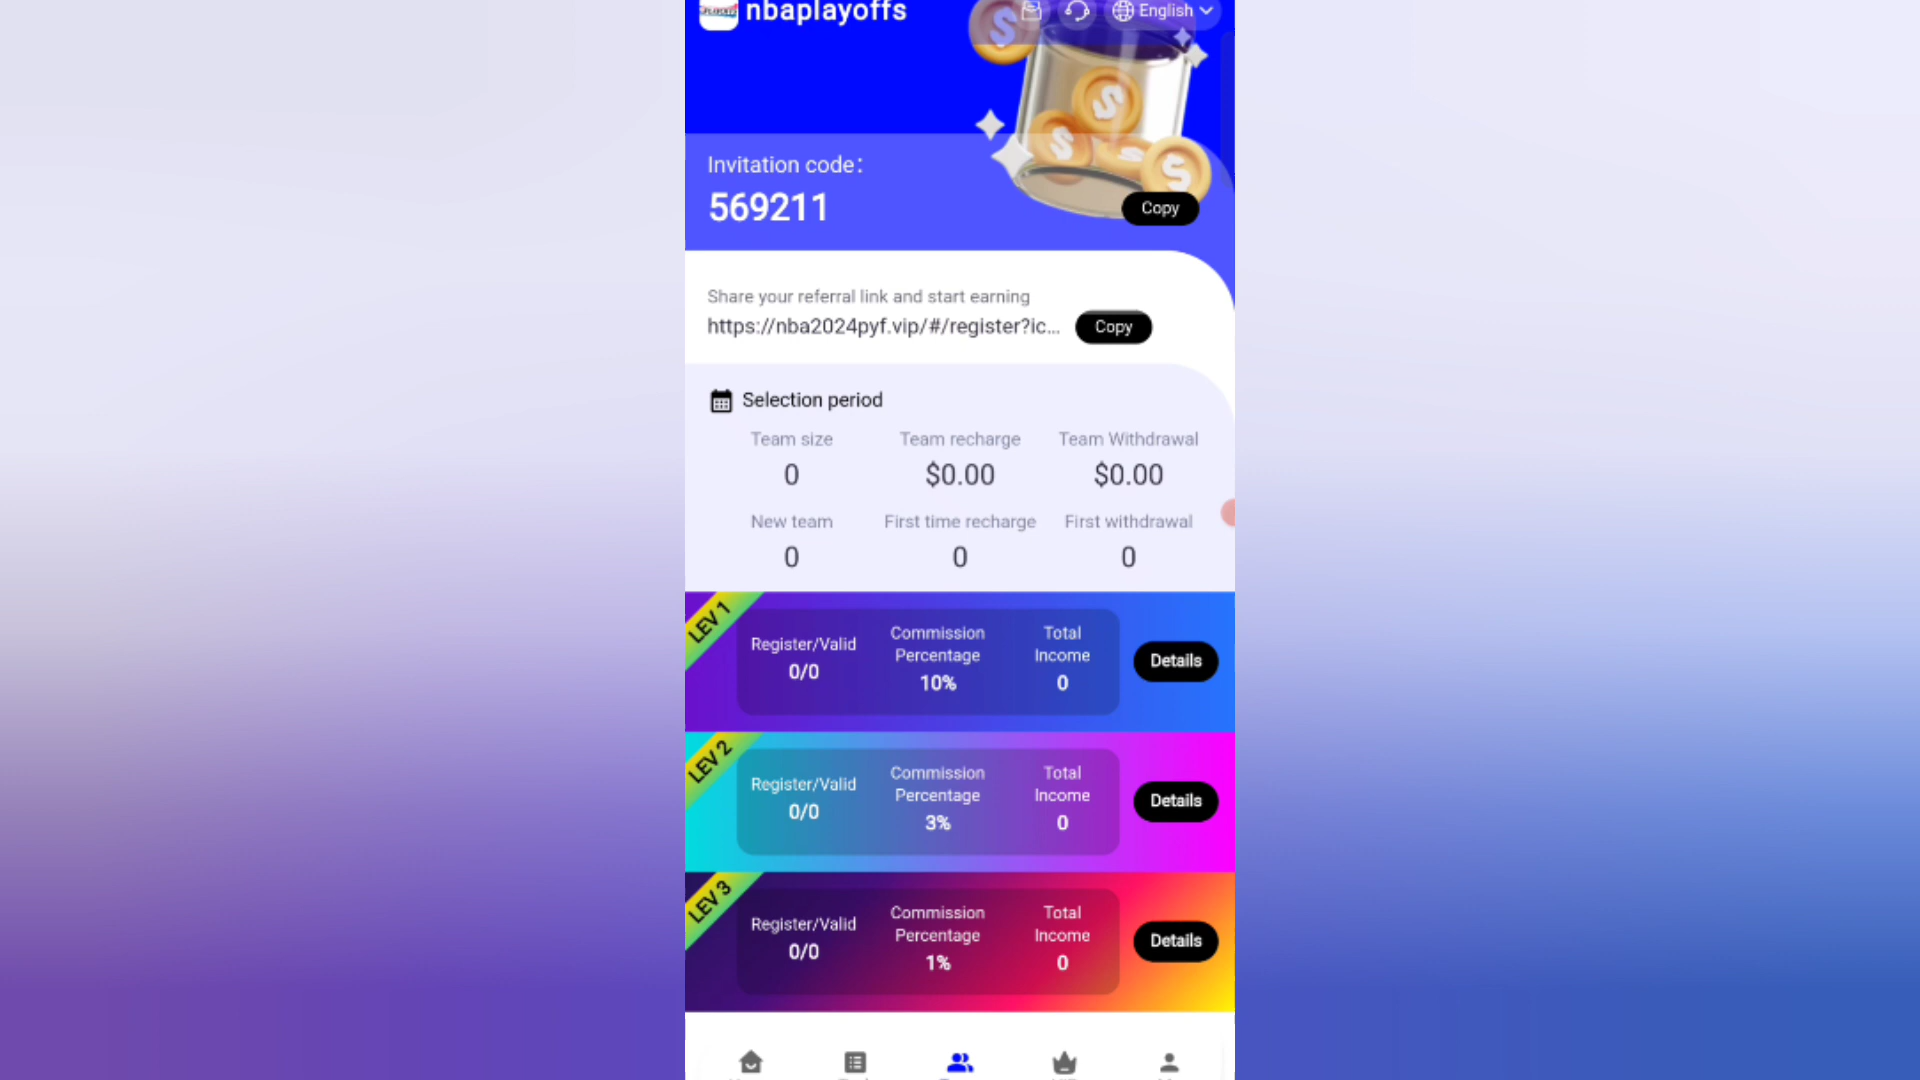 nbaplayoffs
English
Invitation code:
569211
Copy
Share your referral link and start earning
https://nba2024pyf.vip/#/register?ic...
Copy
Selection period
Team size
Team recharge
Team Withdrawal
0
$0.00
$0.00
New team
First time recharge
First withdrawal
0
0
0
LEV 1
Register/Valid
0/0
Commission
Percentage
10%
Total
Income
0
Details
LEV 2
Register/Valid
0/0
Commission
Percentage
3%
Total
Income
0
Details
LEV 3
Register/Valid
0/0
Commission
Percentage
1%
Total
Income
0
Details